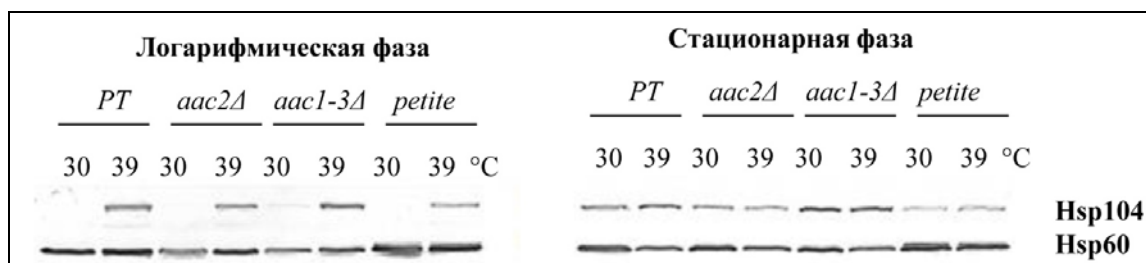 Логарифмическая фаза
Стационарная фаза
PT aac2Δ aac1-3Δ petite
PT aac2Δ aac1-3Δ petite
30 39 30 39 30 39 30 39 °C
30 39 30 39 30 39 30 39 °C
Hsp104
Hsp60